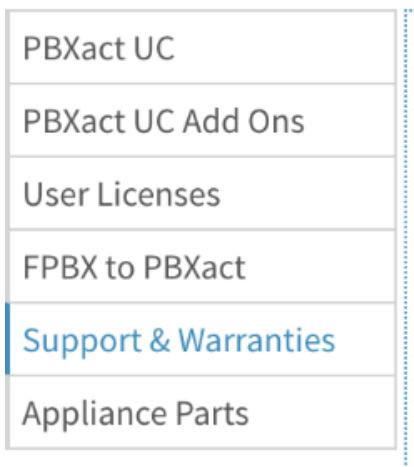 PBXact UC
PBXact UC Add Ons
User Licenses
FPBX to PBXact
Support & Warranties
Appliance Parts